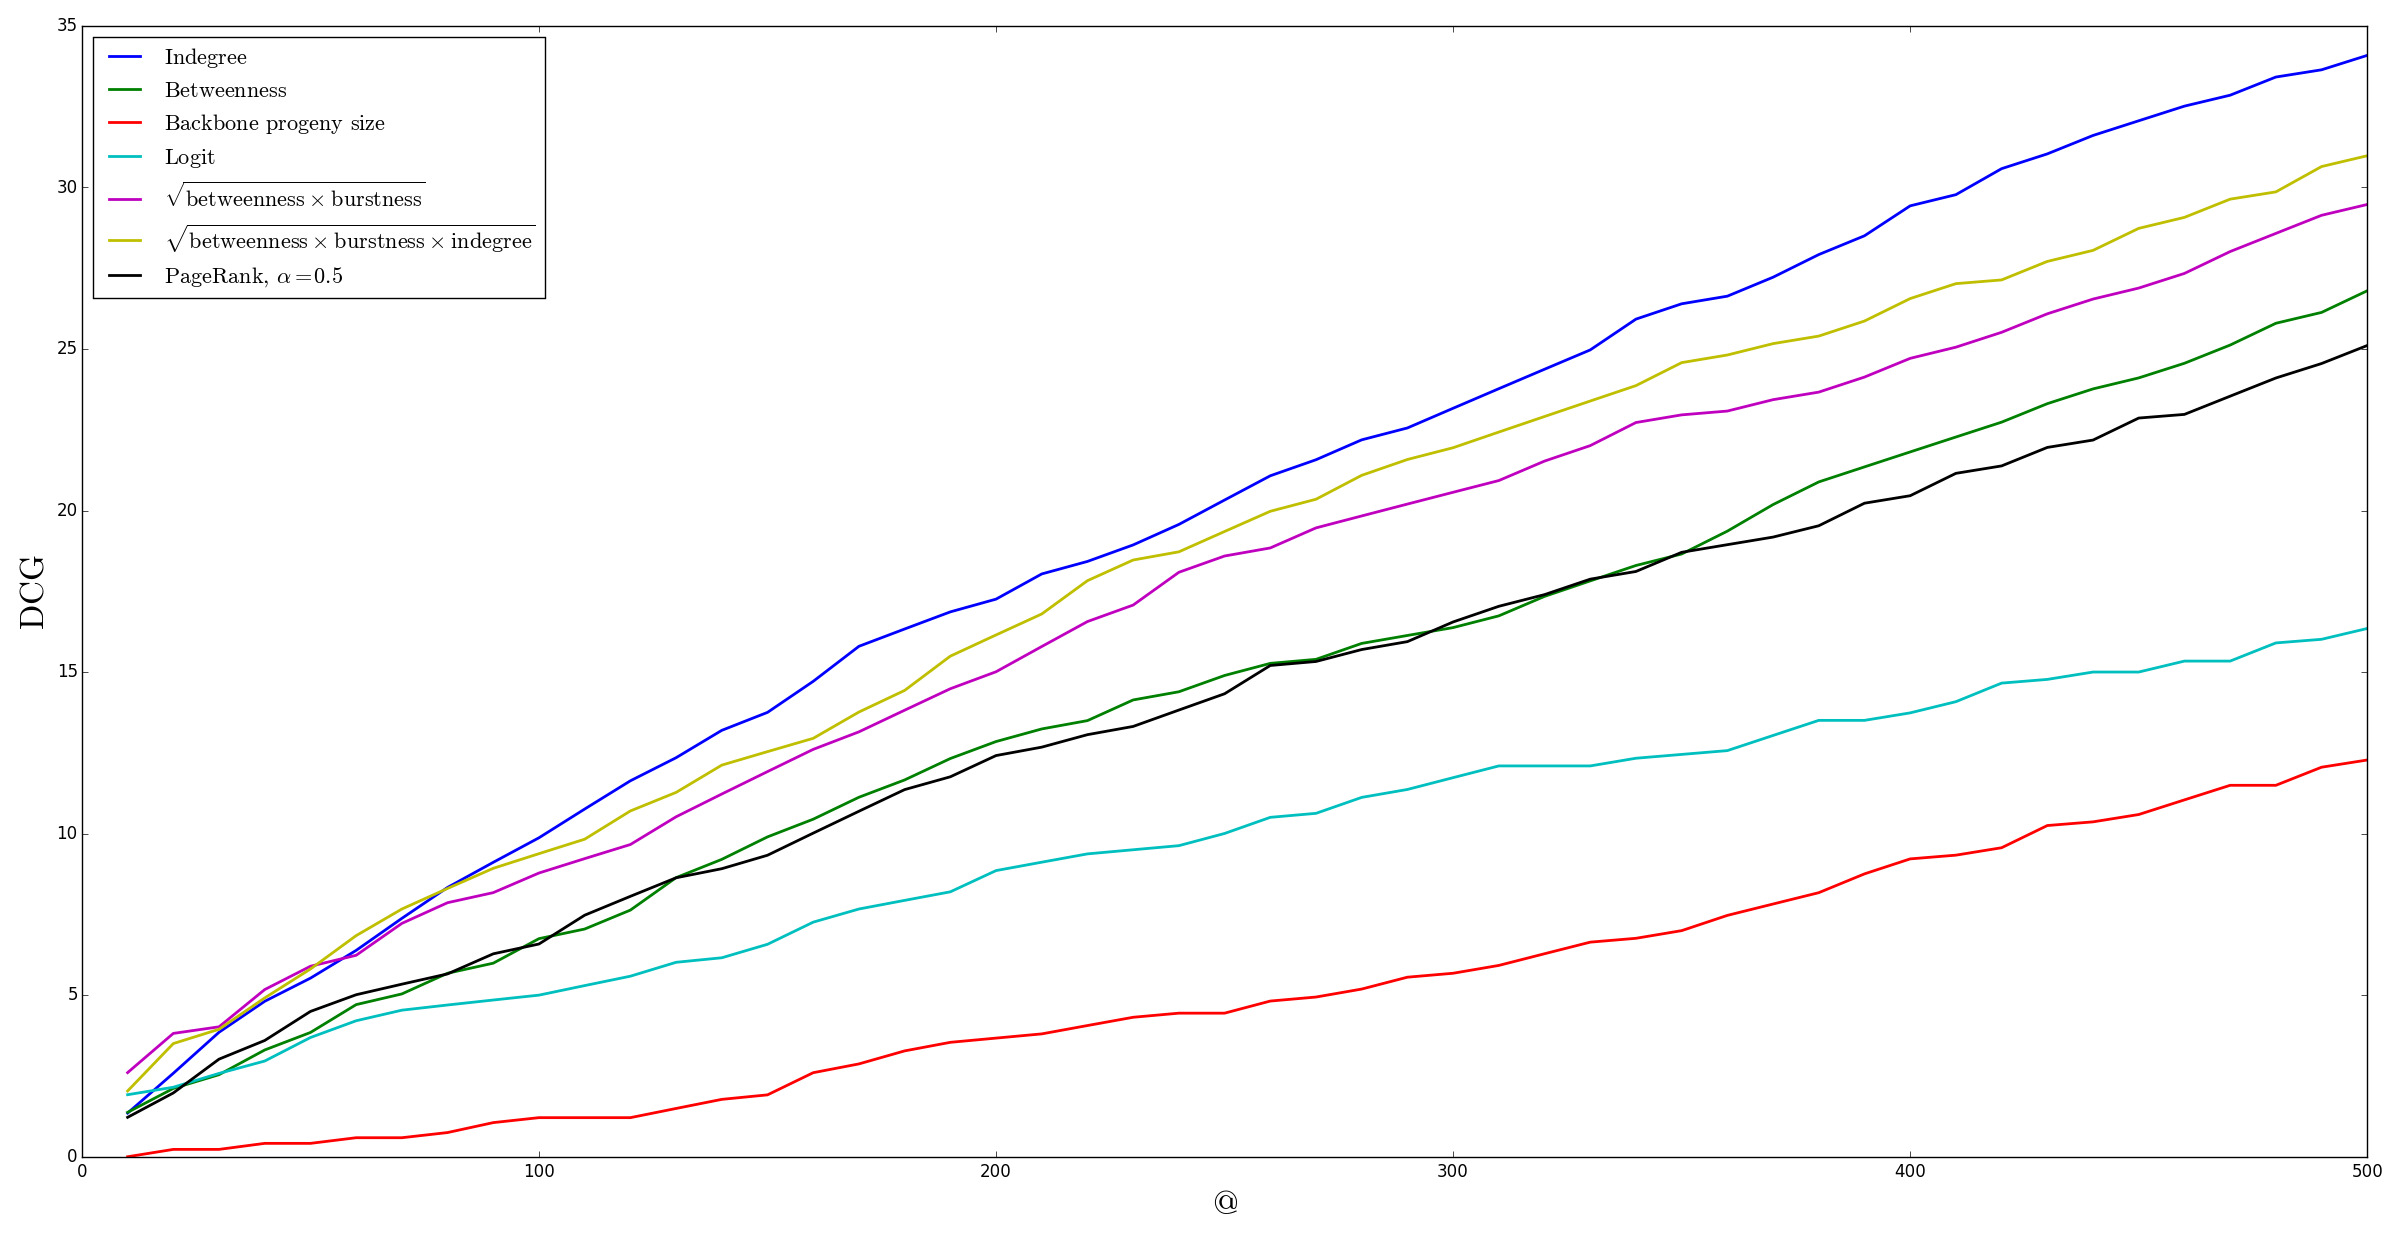 35
30
25
20
15
10
5
0
DCG
Indegree
Betweenness
Backbone progeny size
Logit
√betweenness × burstness
√betweenness × burstness × indegree
PageRank, α=0.5
0 100 200 300 400 500
@